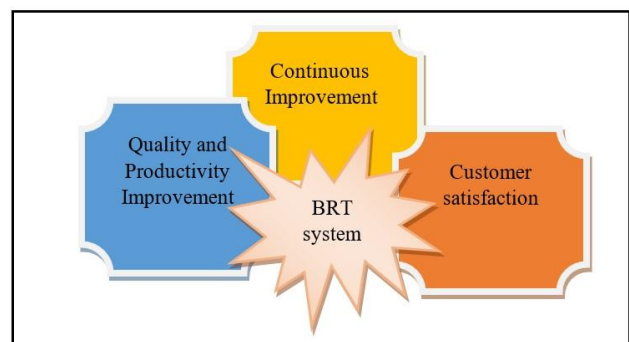 Continuous
Improvement
Quality and
Productivity
Improvement
Customer
satisfaction
BRT
system